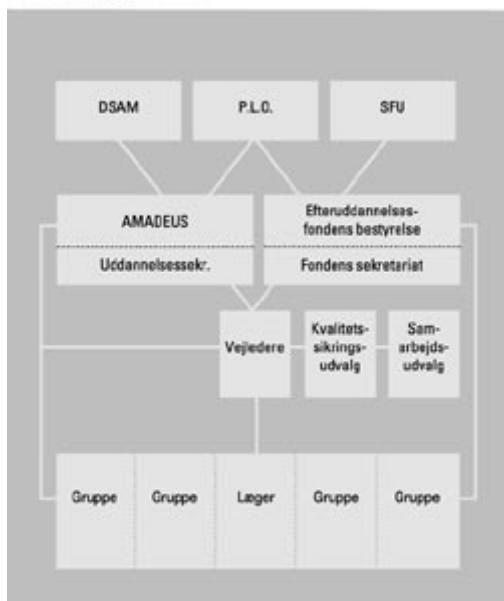 DSAM
P.L.O.
SFU
AMADEUS
Efteruddannelses-
fondens bestyrelse
Uddannelsessekr.
Fondens sekretariat
Vejledere
Kvalitets-
sikrings-
udvalg
Sam-
arbejds-
udvalg
Gruppe
Gruppe
Læger
Gruppe
Gruppe